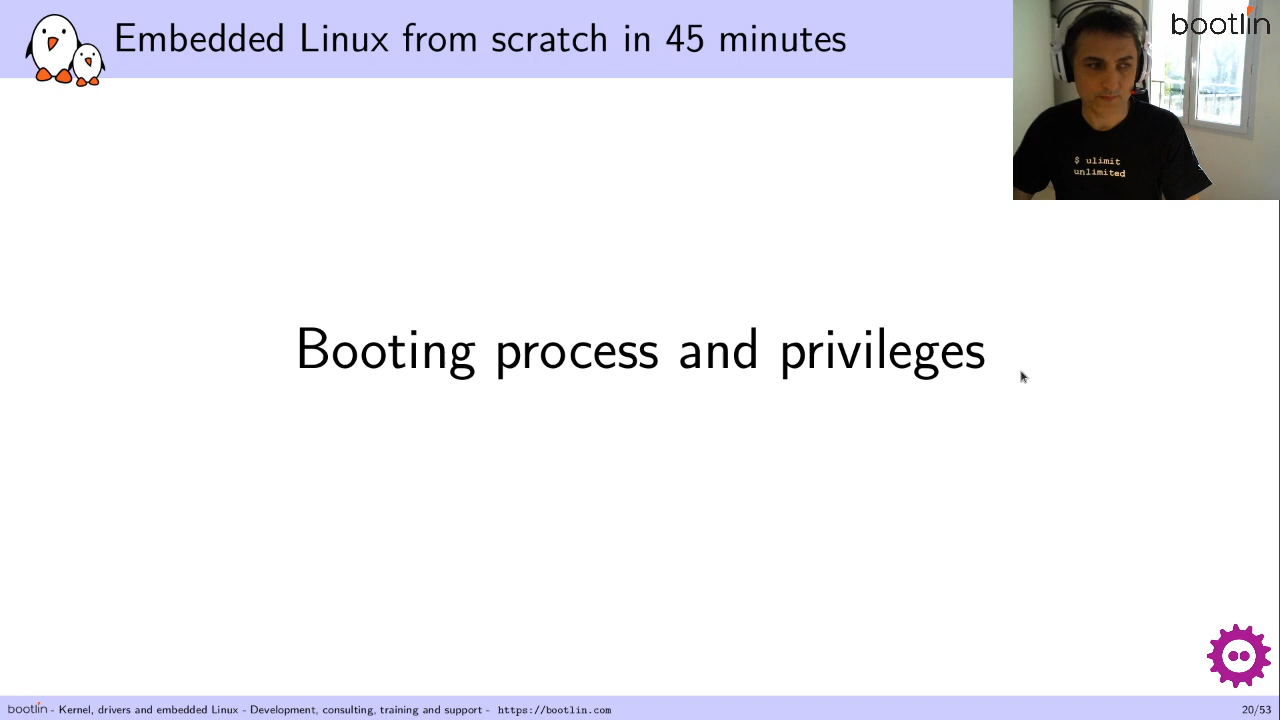 Embedded Linux from scratch in 45 minutes
bootlin
$ ulimit
unlimited
Booting process and privileges
bootlin - Kernel, drivers and embedded Linux - Development, consulting, training and support - https://bootlin.com
20/53